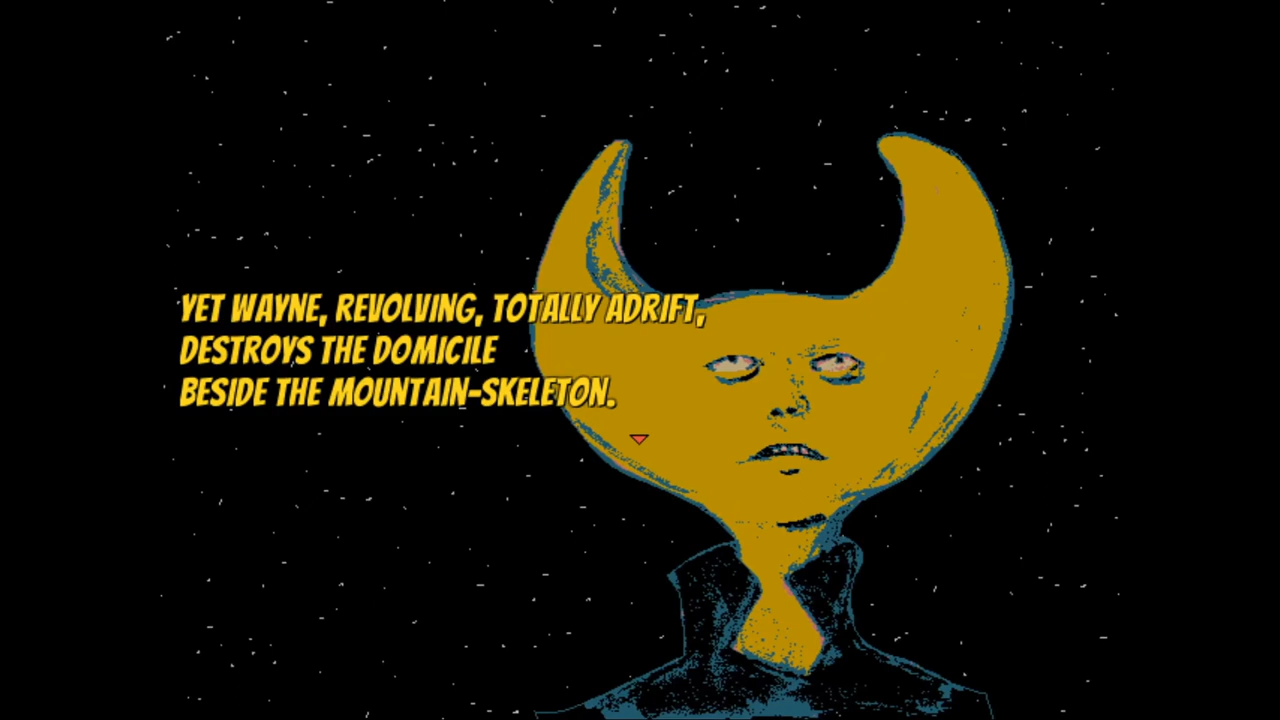 YET WAYNE, REVOLVING, TOTALLY ADRIFT,
DESTROYS THE DOMICILE
BESIDE THE MOUNTAIN-SKELETON.